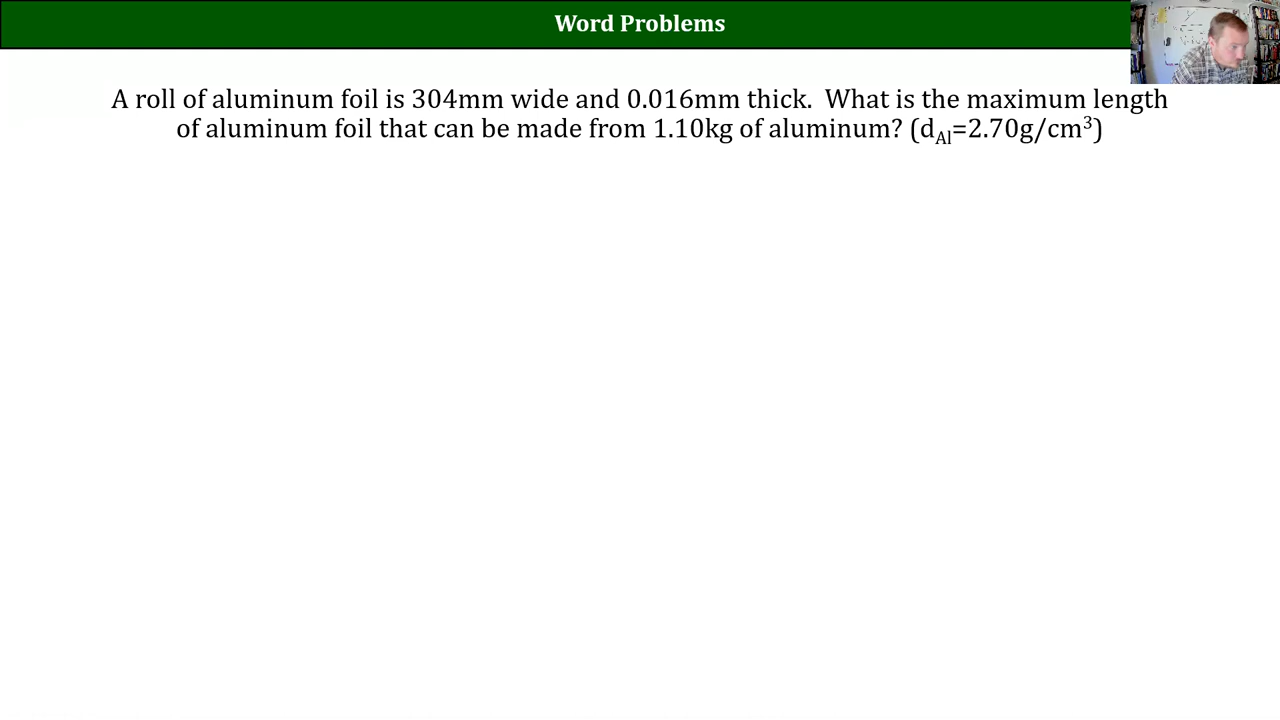 Word Problems
A roll of aluminum foil is 304mm wide and 0.016mm thick.  What is the maximum length
of aluminum foil that can be made from 1.10kg of aluminum? (dAl=2.70g/cm³)